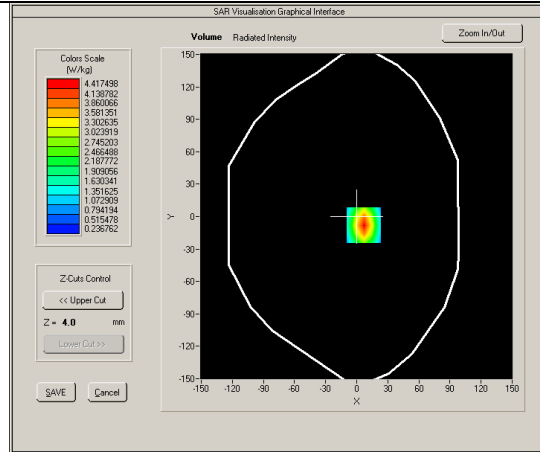 SAR Visualisation Graphical Interface
Volume Radiated Intensity
Zoom In/Out
Colors Scale
(W/kg)
4.417498
4.138782
3.860066
3.581351
3.302635
3.023919
2.745203
2.466488
2.187772
1.909056
1.630341
1.351625
1.072909
0.794194
0.515478
0.236762
Z-Cuts Control
<< Upper Cut
Z = 4.0 mm
Lower Cut >>
SAVE Cancel
150
120
90
60
30
Y 0
-30
-60
-90
-120
-150
-150 -120 -90 -60 -30 0 30 60 90 120 150
X